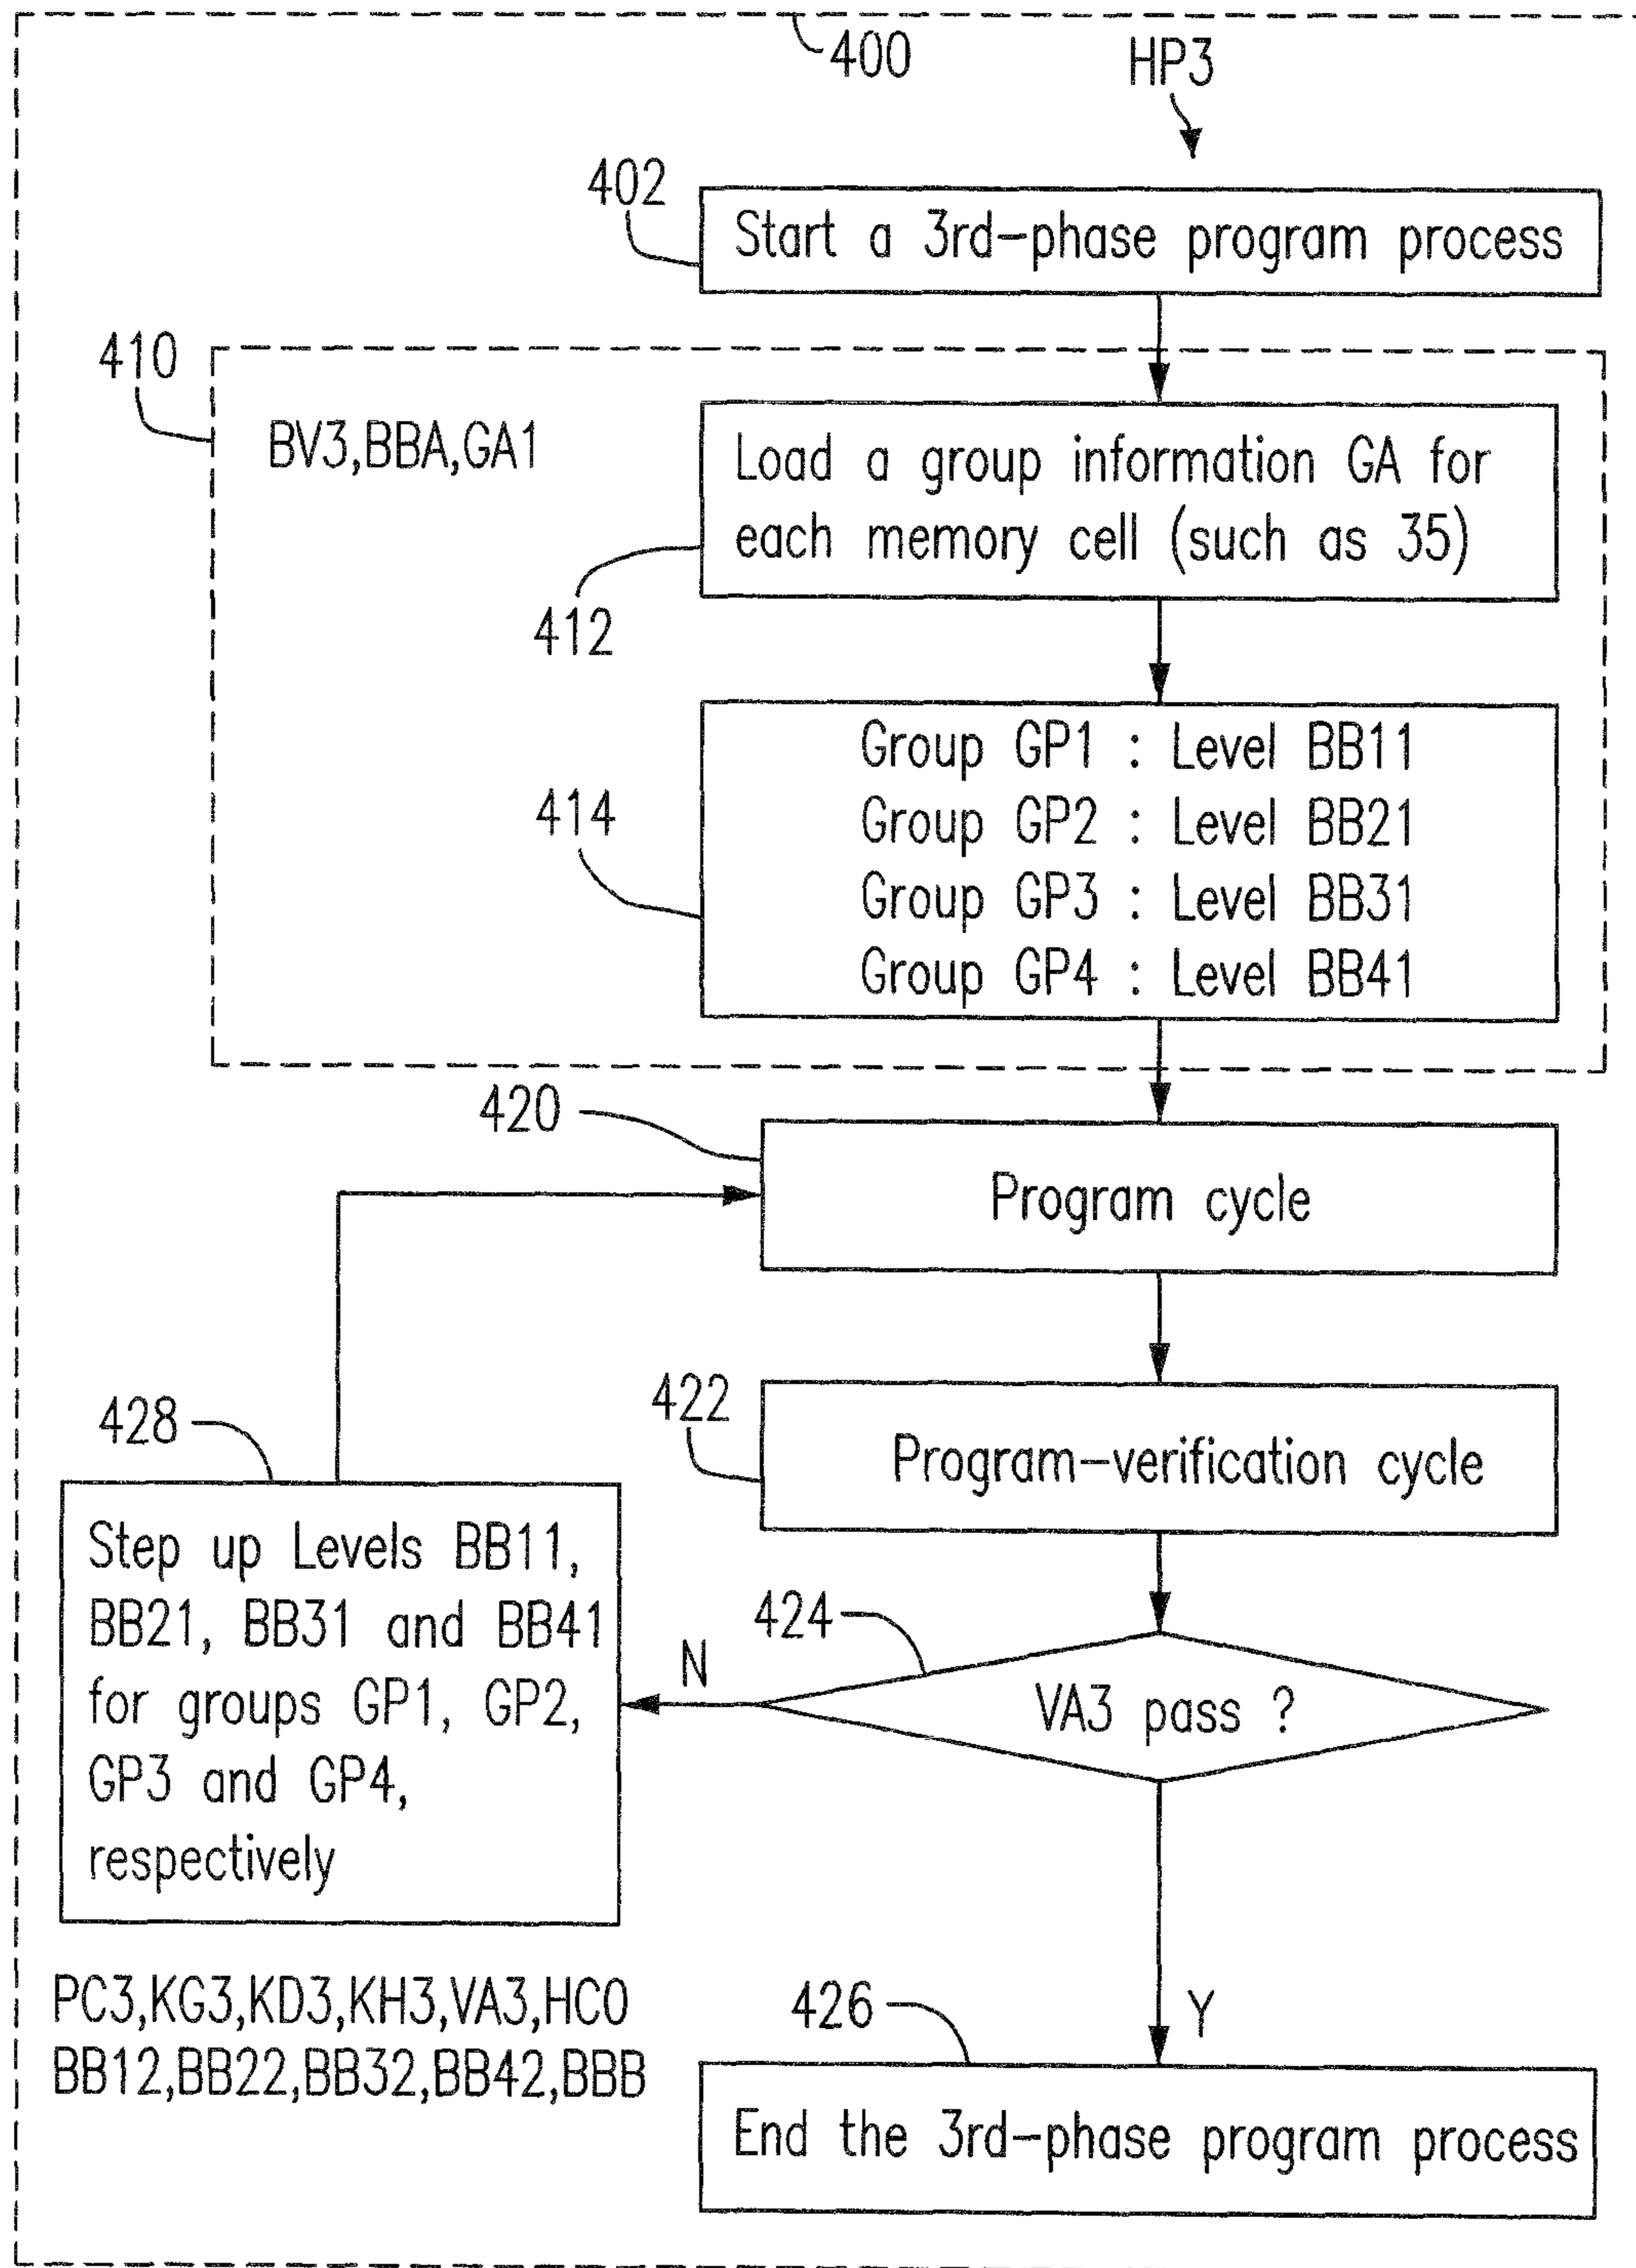 400
HP3
402
Start a 3rd-phase program process
410
BV3,BBA,GA1
Load a group information GA for
each memory cell (such as 35)
412
Group GP1 : Level BB11
Group GP2 : Level BB21
Group GP3 : Level BB31
Group GP4 : Level BB41
414
420
Program cycle
422
Program-verification cycle
428
Step up Levels BB11,
BB21, BB31 and BB41
for groups GP1, GP2,
GP3 and GP4,
respectively
424
N
VA3 pass ?
Y
PC3,KG3,KD3,KH3,VA3,HC0
BB12,BB22,BB32,BB42,BBB
426
End the 3rd-phase program process